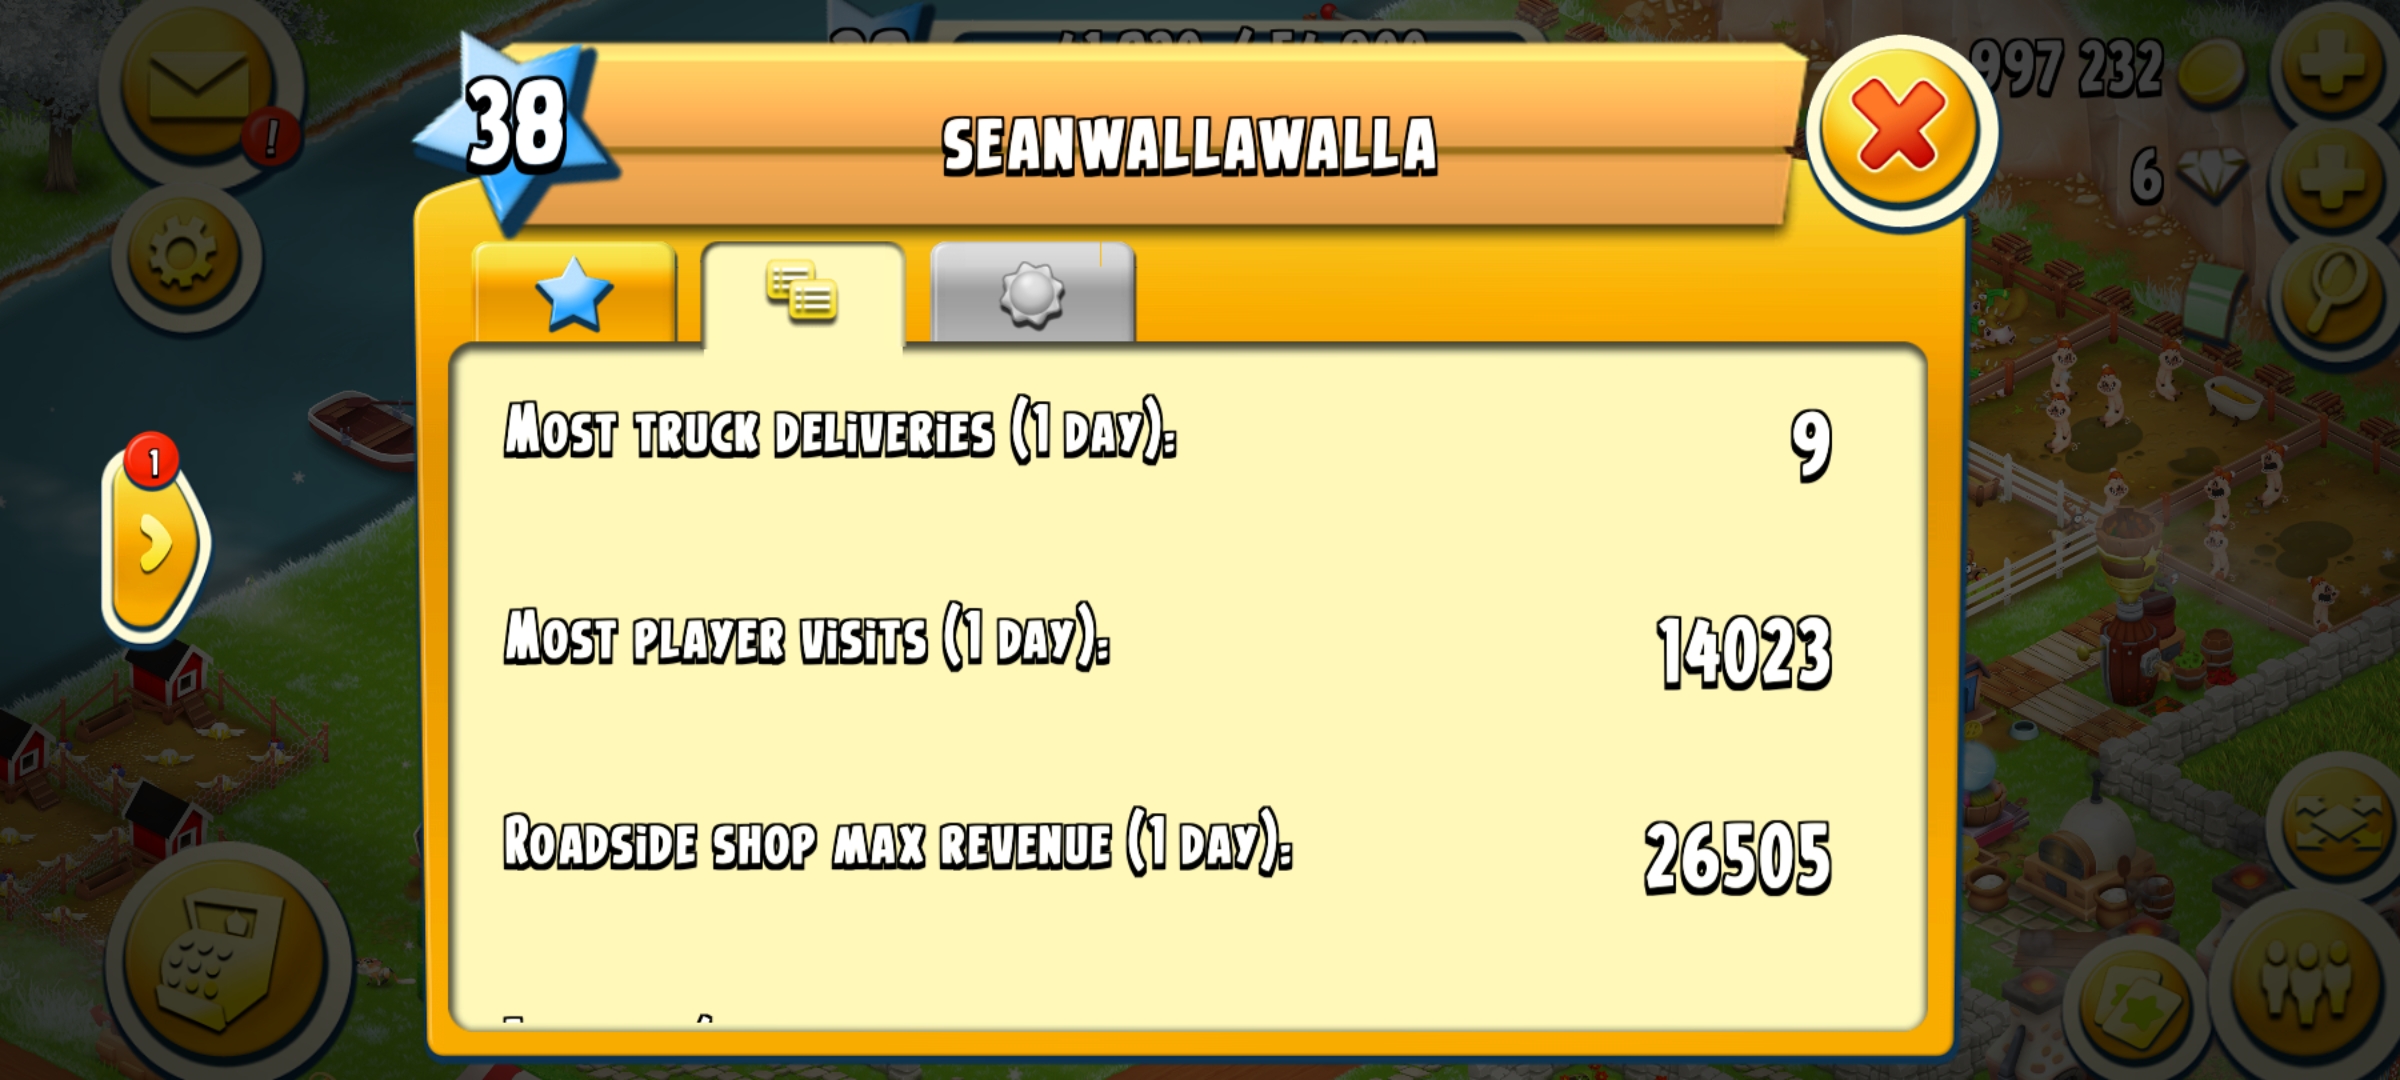 38
SEANWALLAWALLA
997 232
6
!
1
MOST TRUCK DELIVERIES (1 DAY):
9
MOST PLAYER VISITS (1 DAY):
14023
ROADSIDE SHOP MAX REVENUE (1 DAY):
26505